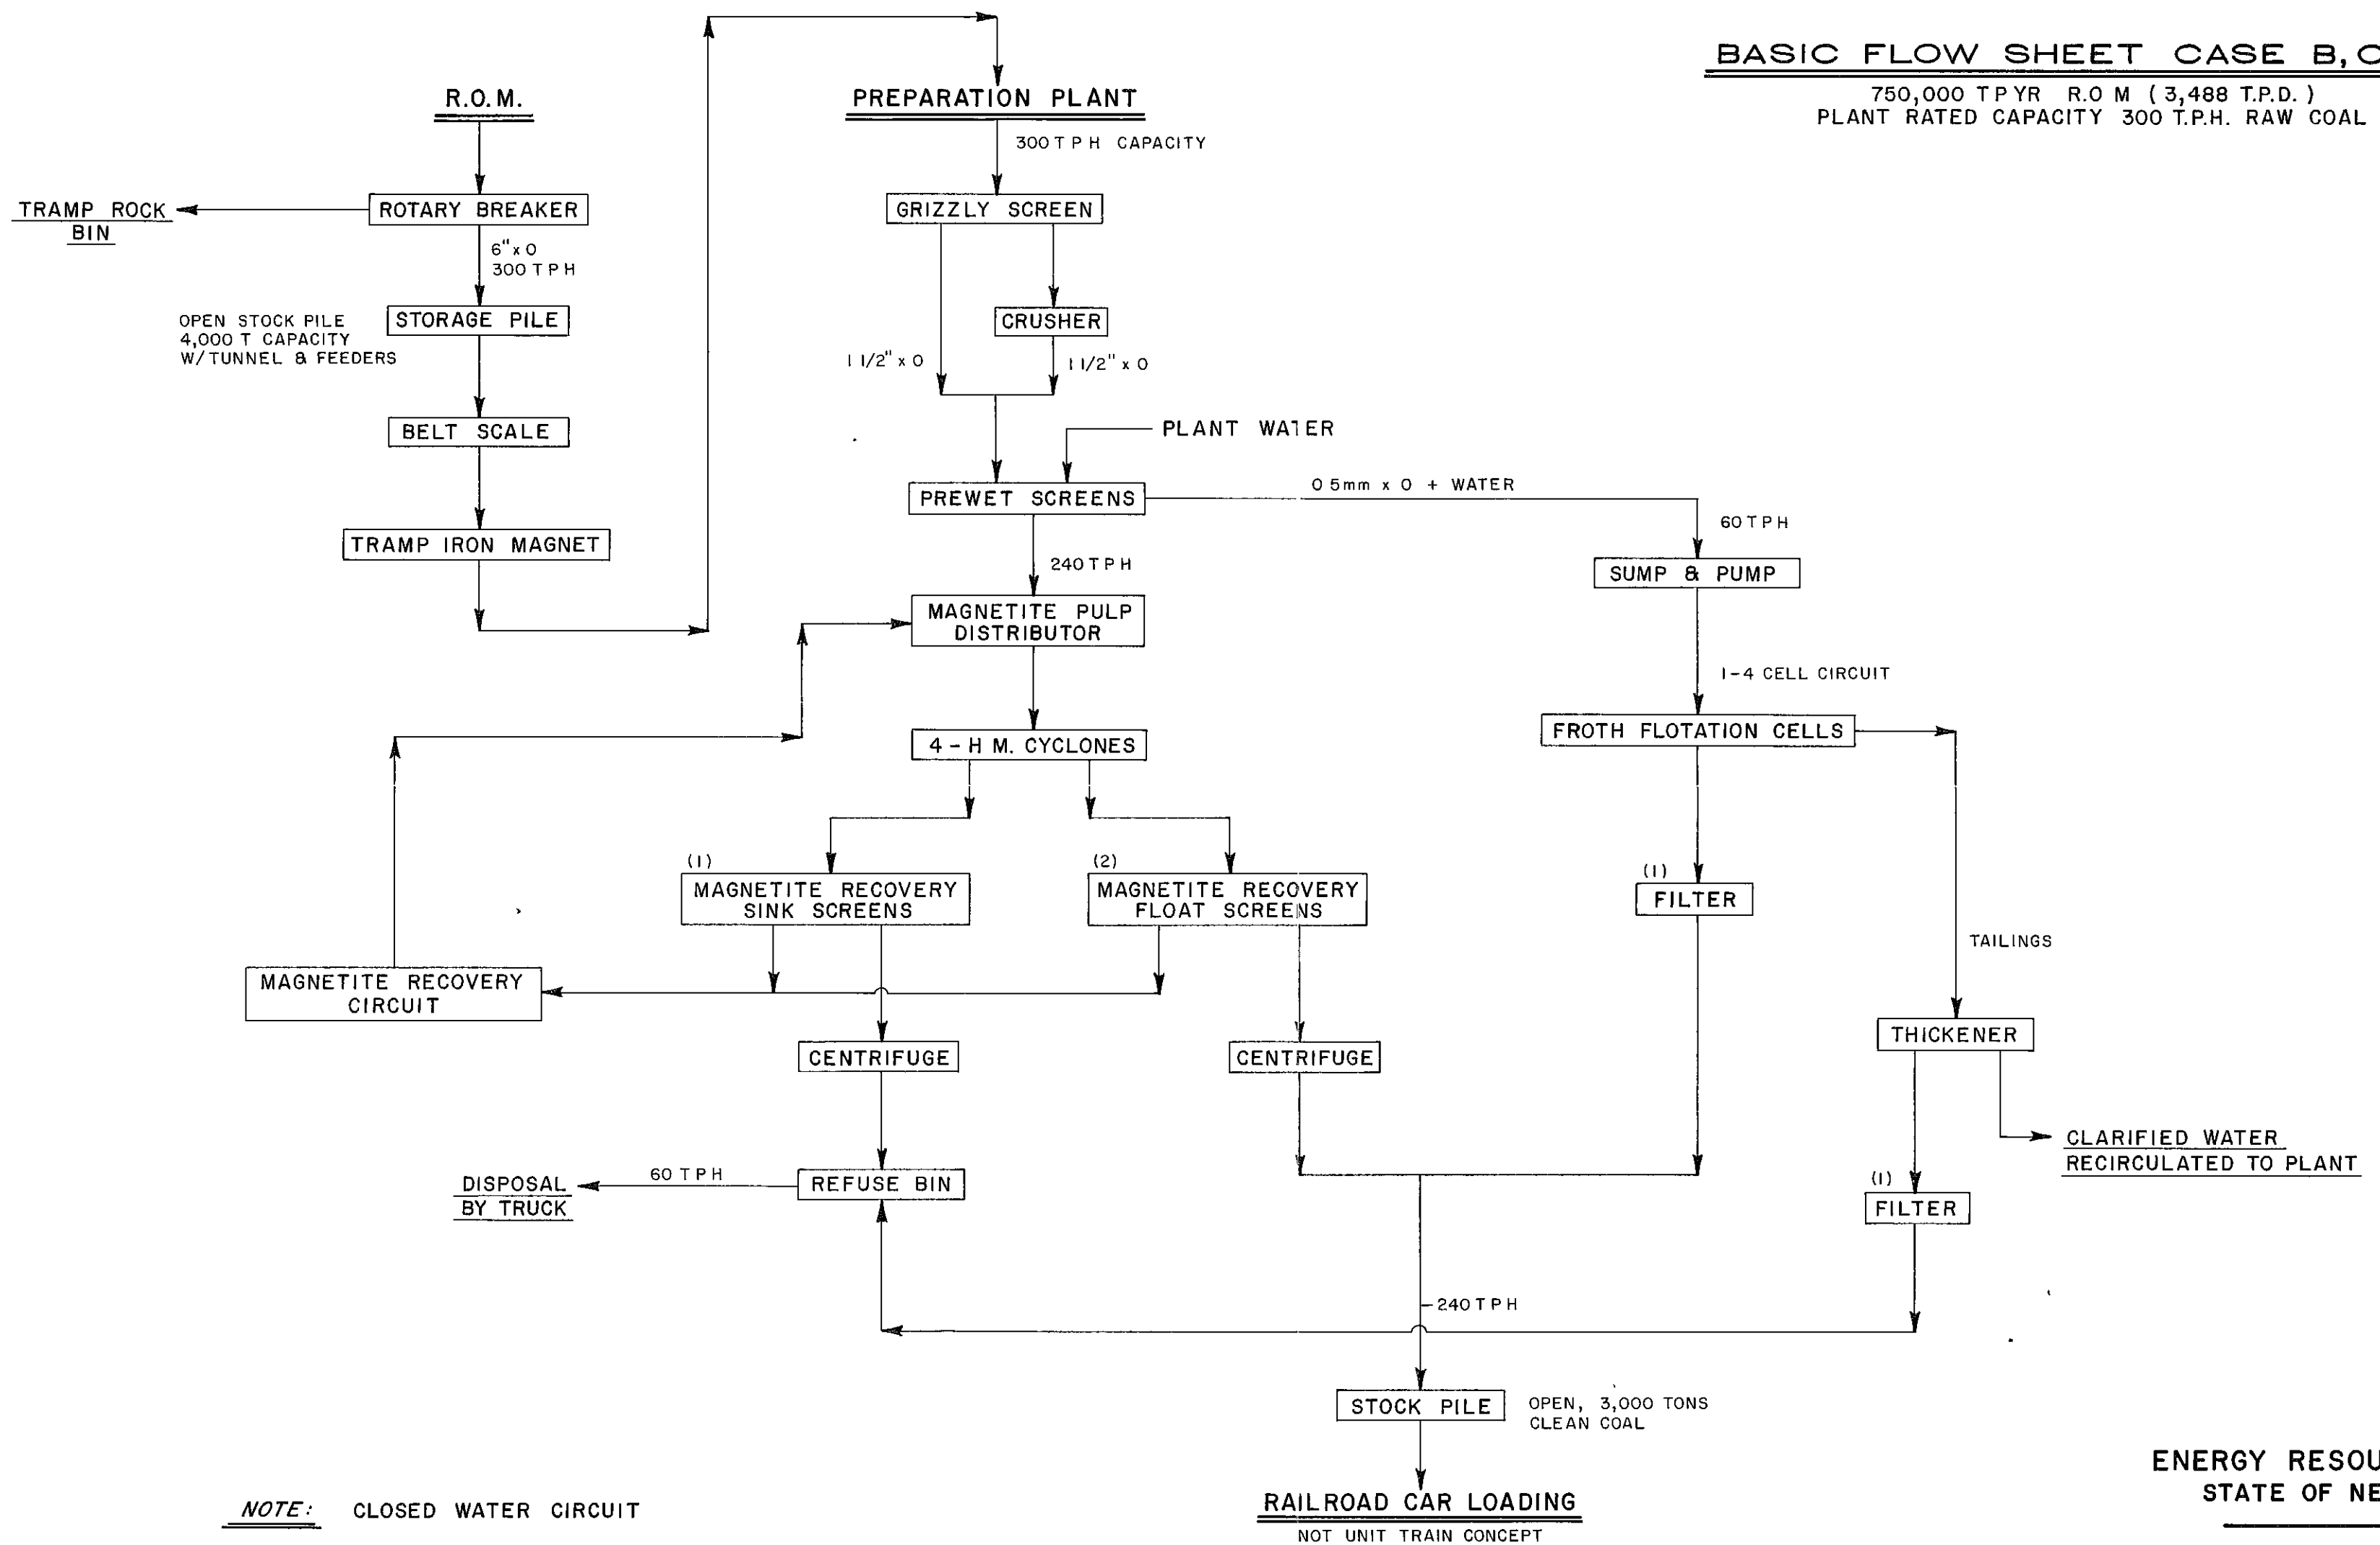 BASIC FLOW SHEET CASE B,C
750,000 T P YR R.O M ( 3,488 T.P.D. )
PLANT RATED CAPACITY 300 T.P.H. RAW COAL
R.O.M.
PREPARATION PLANT
300 T P H CAPACITY
TRAMP ROCK
BIN
ROTARY BREAKER
GRIZZLY SCREEN
6" x 0
300 T P H
OPEN STOCK PILE
4,000 T CAPACITY
W/TUNNEL & FEEDERS
STORAGE PILE
CRUSHER
1 1/2" x 0
1 1/2" x 0
BELT SCALE
PLANT WATER
PREWET SCREENS
0 5mm x 0 + WATER
60 T P H
TRAMP IRON MAGNET
240 T P H
SUMP & PUMP
MAGNETITE PULP
DISTRIBUTOR
1-4 CELL CIRCUIT
4 - H M. CYCLONES
FROTH FLOTATION CELLS
(1)
MAGNETITE RECOVERY
SINK SCREENS
(2)
MAGNETITE RECOVERY
FLOAT SCREENS
(1)
FILTER
TAILINGS
MAGNETITE RECOVERY
CIRCUIT
THICKENER
CENTRIFUGE
CENTRIFUGE
CLARIFIED WATER
RECIRCULATED TO PLANT
DISPOSAL
BY TRUCK
60 T P H
REFUSE BIN
(1)
FILTER
240 T P H
STOCK PILE
OPEN, 3,000 TONS
CLEAN COAL
RAILROAD CAR LOADING
NOT UNIT TRAIN CONCEPT
NOTE: CLOSED WATER CIRCUIT
ENERGY RESOU
STATE OF NE